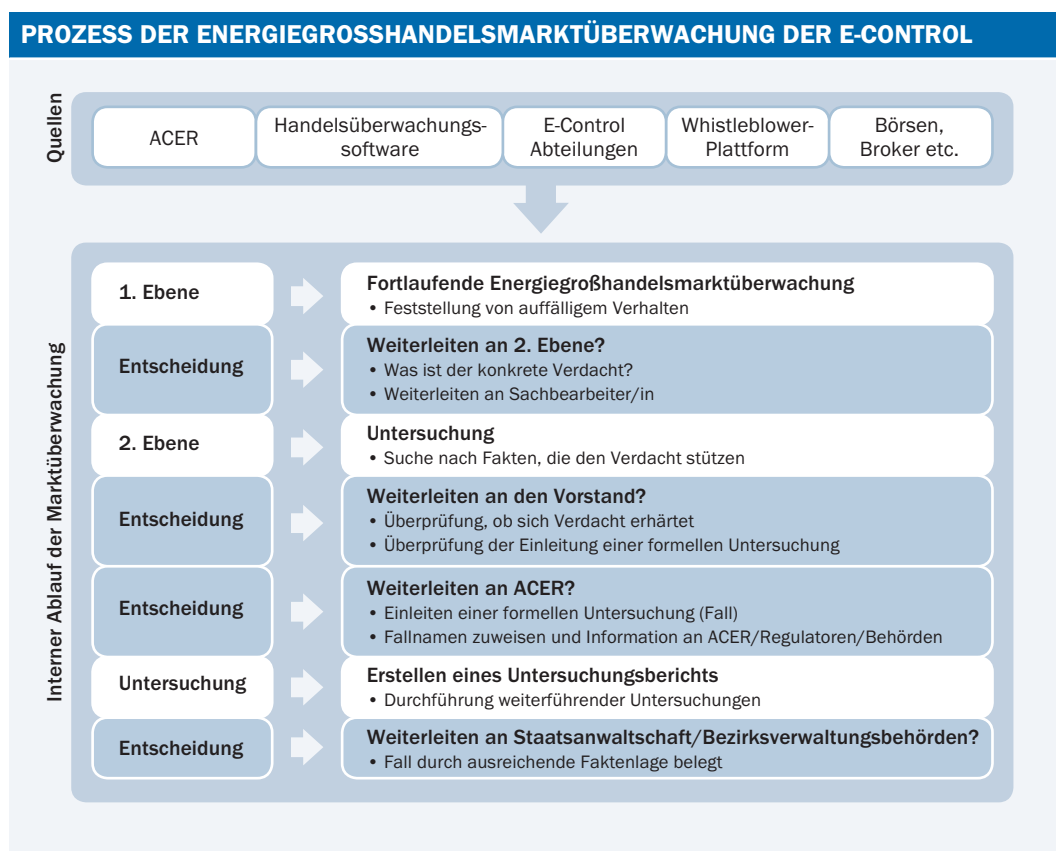 PROZESS DER ENERGIEGROSSHANDELSMARKTÜBERWACHUNG DER E-CONTROL
Quellen
ACER
Handelsüberwachungs-
software
E-Control
Abteilungen
Whistleblower-
Plattform
Börsen,
Broker etc.
Interner Ablauf der Marktüberwachung
1. Ebene
Fortlaufende Energiegroßhandelsmarktüberwachung
• Feststellung von auffälligem Verhalten
Entscheidung
Weiterleiten an 2. Ebene?
• Was ist der konkrete Verdacht?
• Weiterleiten an Sachbearbeiter/in
2. Ebene
Untersuchung
• Suche nach Fakten, die den Verdacht stützen
Entscheidung
Weiterleiten an den Vorstand?
• Überprüfung, ob sich Verdacht erhärtet
• Überprüfung der Einleitung einer formellen Untersuchung
Entscheidung
Weiterleiten an ACER?
• Einleiten einer formellen Untersuchung (Fall)
• Fallnamen zuweisen und Information an ACER/Regulatoren/Behörden
Untersuchung
Erstellen eines Untersuchungsberichts
• Durchführung weiterführender Untersuchungen
Entscheidung
Weiterleiten an Staatsanwaltschaft/Bezirksverwaltungsbehörden?
• Fall durch ausreichende Faktenlage belegt